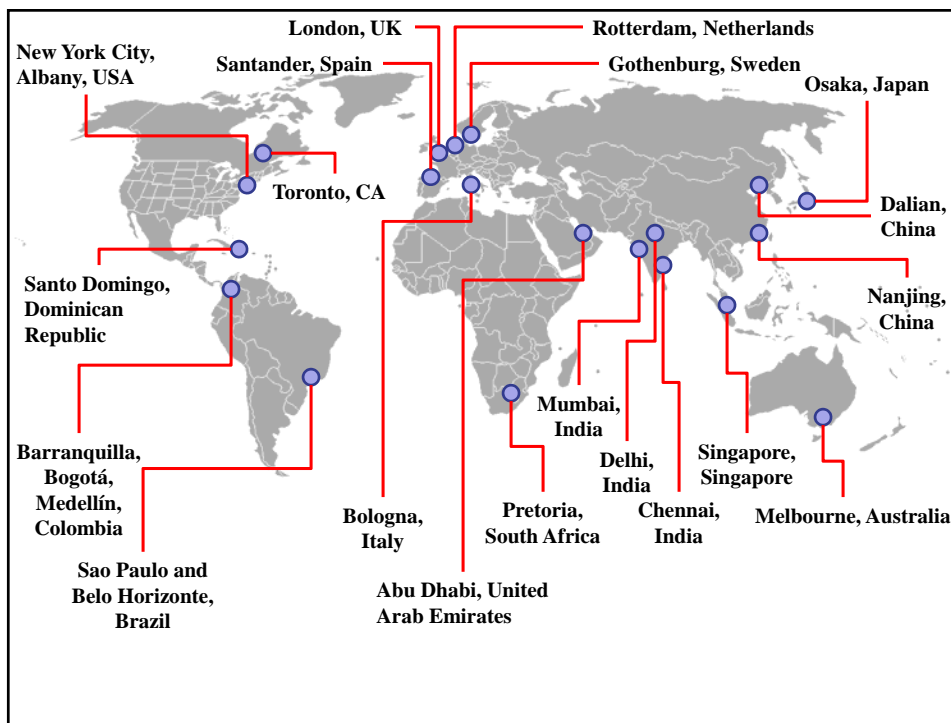 London, UK
Rotterdam, Netherlands
New York City,
Albany, USA
Santander, Spain
Gothenburg, Sweden
Osaka, Japan
Toronto, CA
Dalian,
China
Santo Domingo,
Dominican
Republic
Nanjing,
China
Mumbai,
India
Barranquilla,
Bogotá,
Medellín,
Colombia
Delhi,
India
Singapore,
Singapore
Bologna,
Italy
Pretoria,
South Africa
Chennai,
India
Melbourne, Australia
Sao Paulo and
Belo Horizonte,
Brazil
Abu Dhabi, United
Arab Emirates